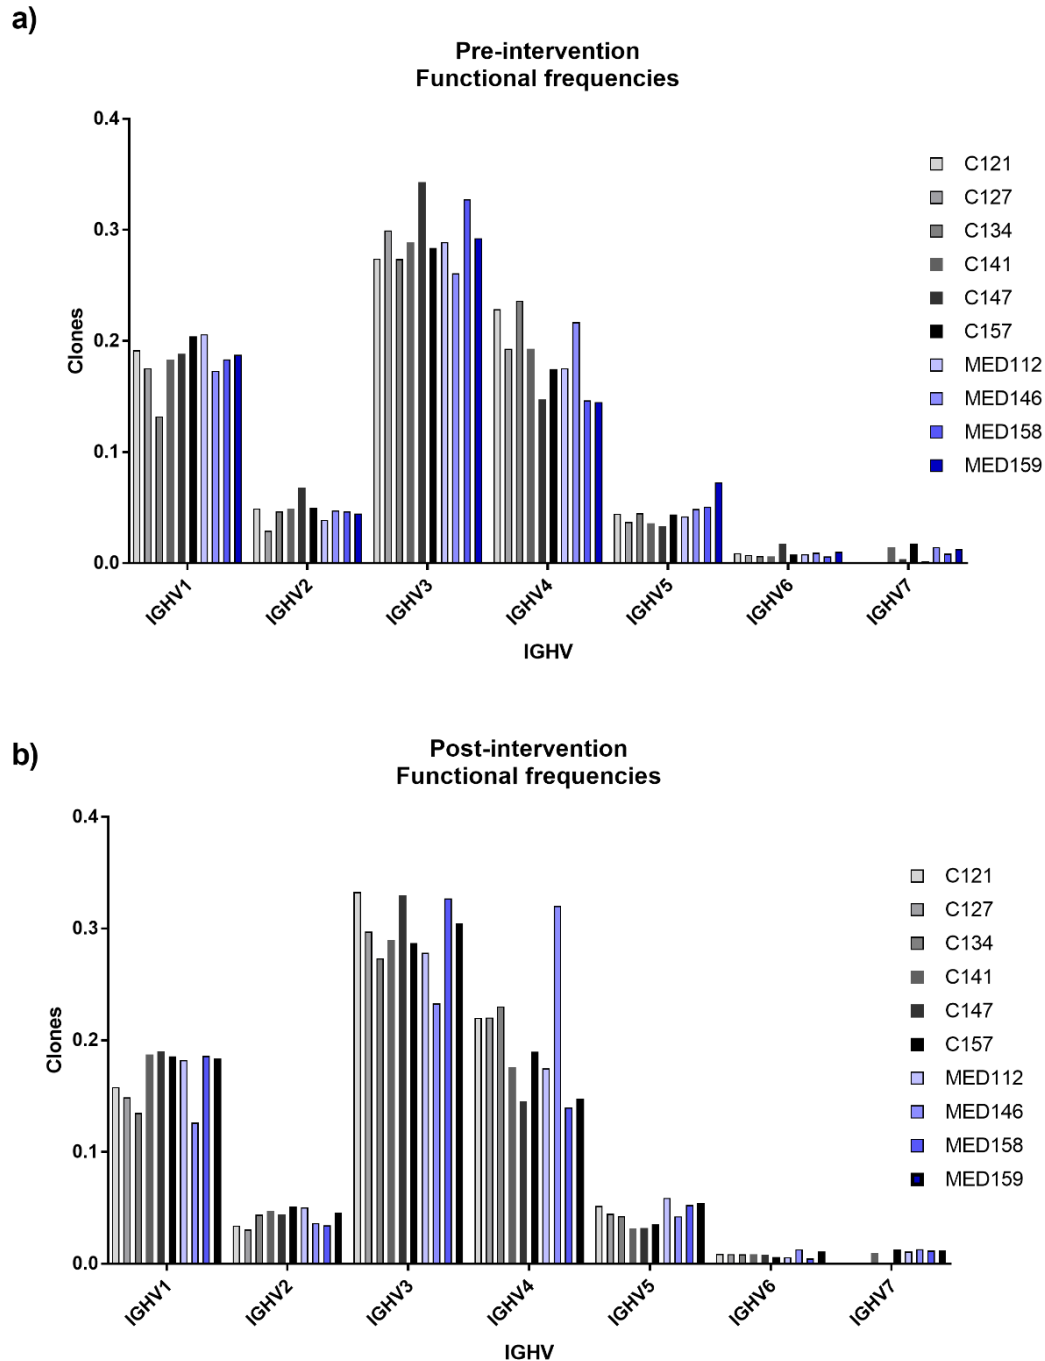 a)
Pre-intervention
Functional frequencies
0.4
0.3
0.2
0.1
0.0
Clones
IGHV1
IGHV2
IGHV3
IGHV4
IGHV5
IGHV6
IGHV7
IGHV
C121
C127
C134
C141
C147
C157
MED112
MED146
MED158
MED159
b)
Post-intervention
Functional frequencies
0.4
0.3
0.2
0.1
0.0
Clones
IGHV1
IGHV2
IGHV3
IGHV4
IGHV5
IGHV6
IGHV7
IGHV
C121
C127
C134
C141
C147
C157
MED112
MED146
MED158
MED159